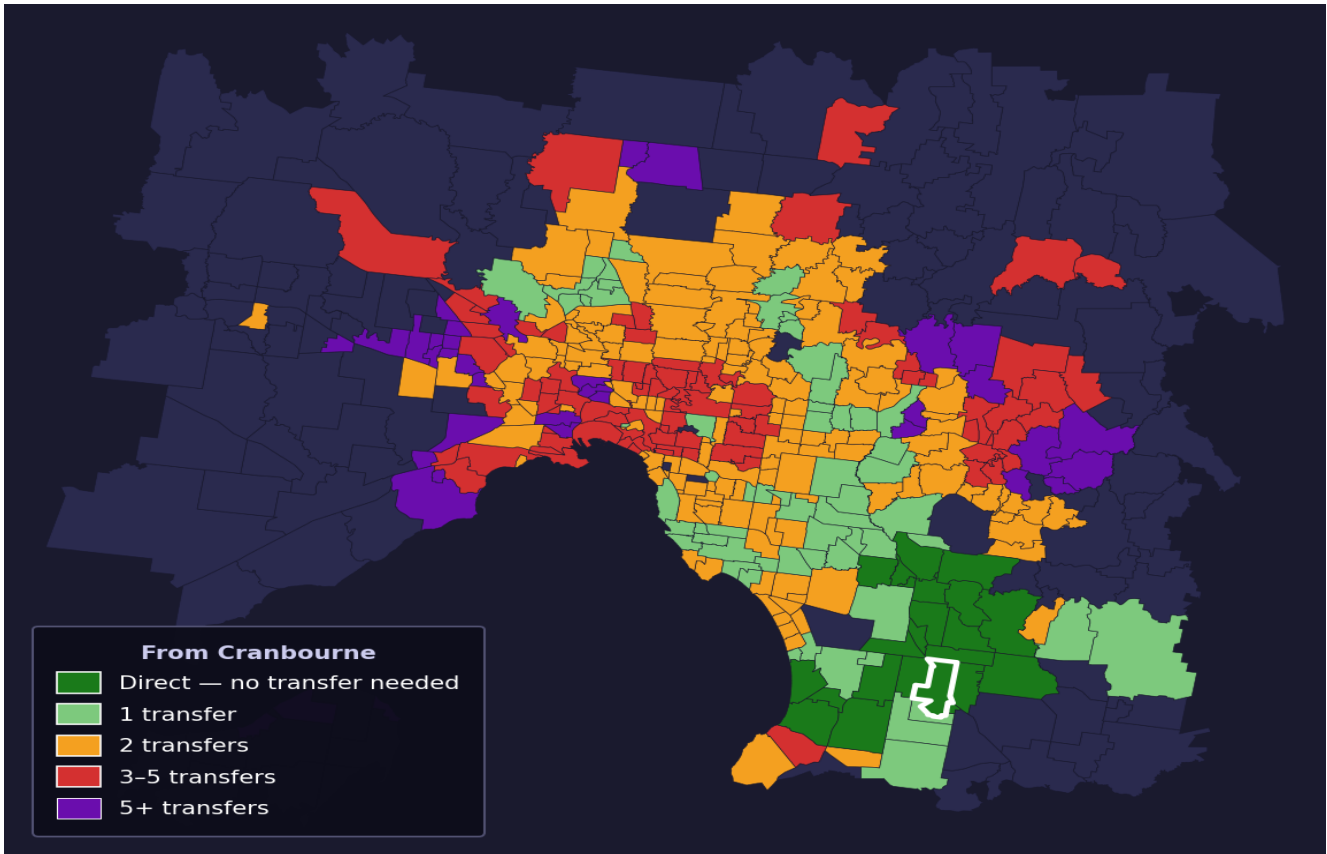 From Cranbourne
Direct — no transfer needed
1 transfer
2 transfers
3–5 transfers
5+ transfers